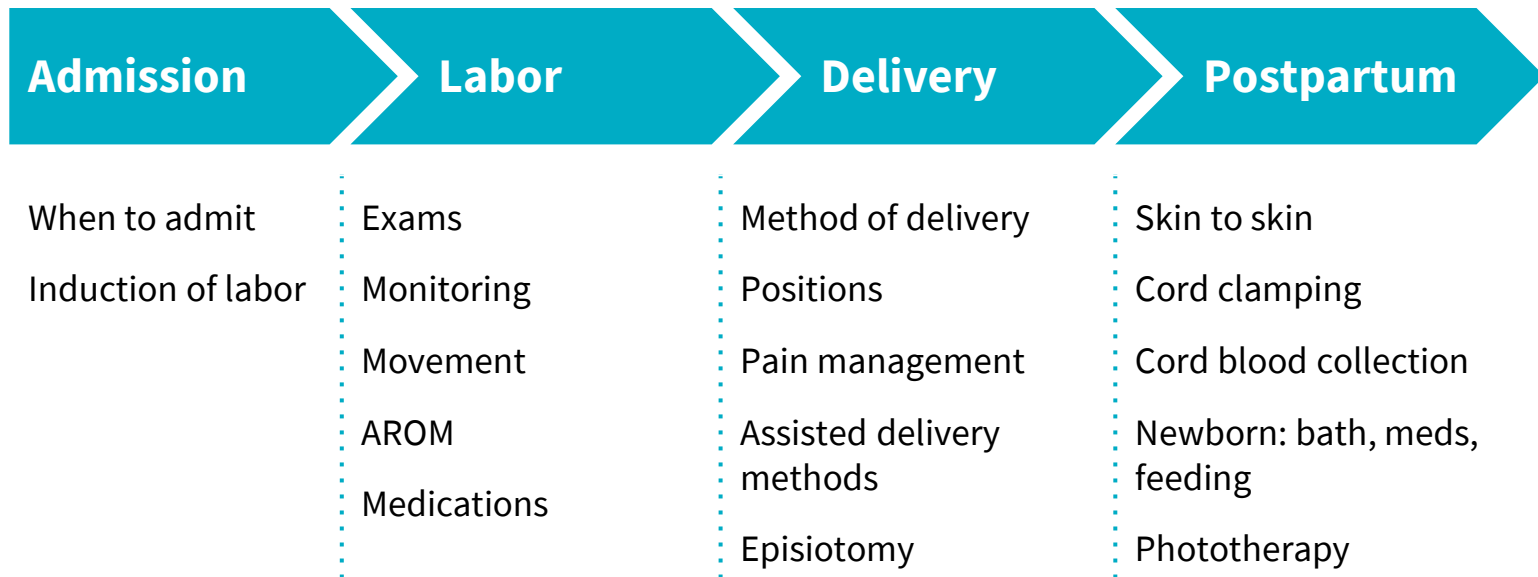 Admission
Labor
Delivery
Postpartum
When to admit
Induction of labor
Exams
Monitoring
Movement
AROM
Medications
Method of delivery
Positions
Pain management
Assisted delivery
methods
Episiotomy
Skin to skin
Cord clamping
Cord blood collection
Newborn: bath, meds,
feeding
Phototherapy